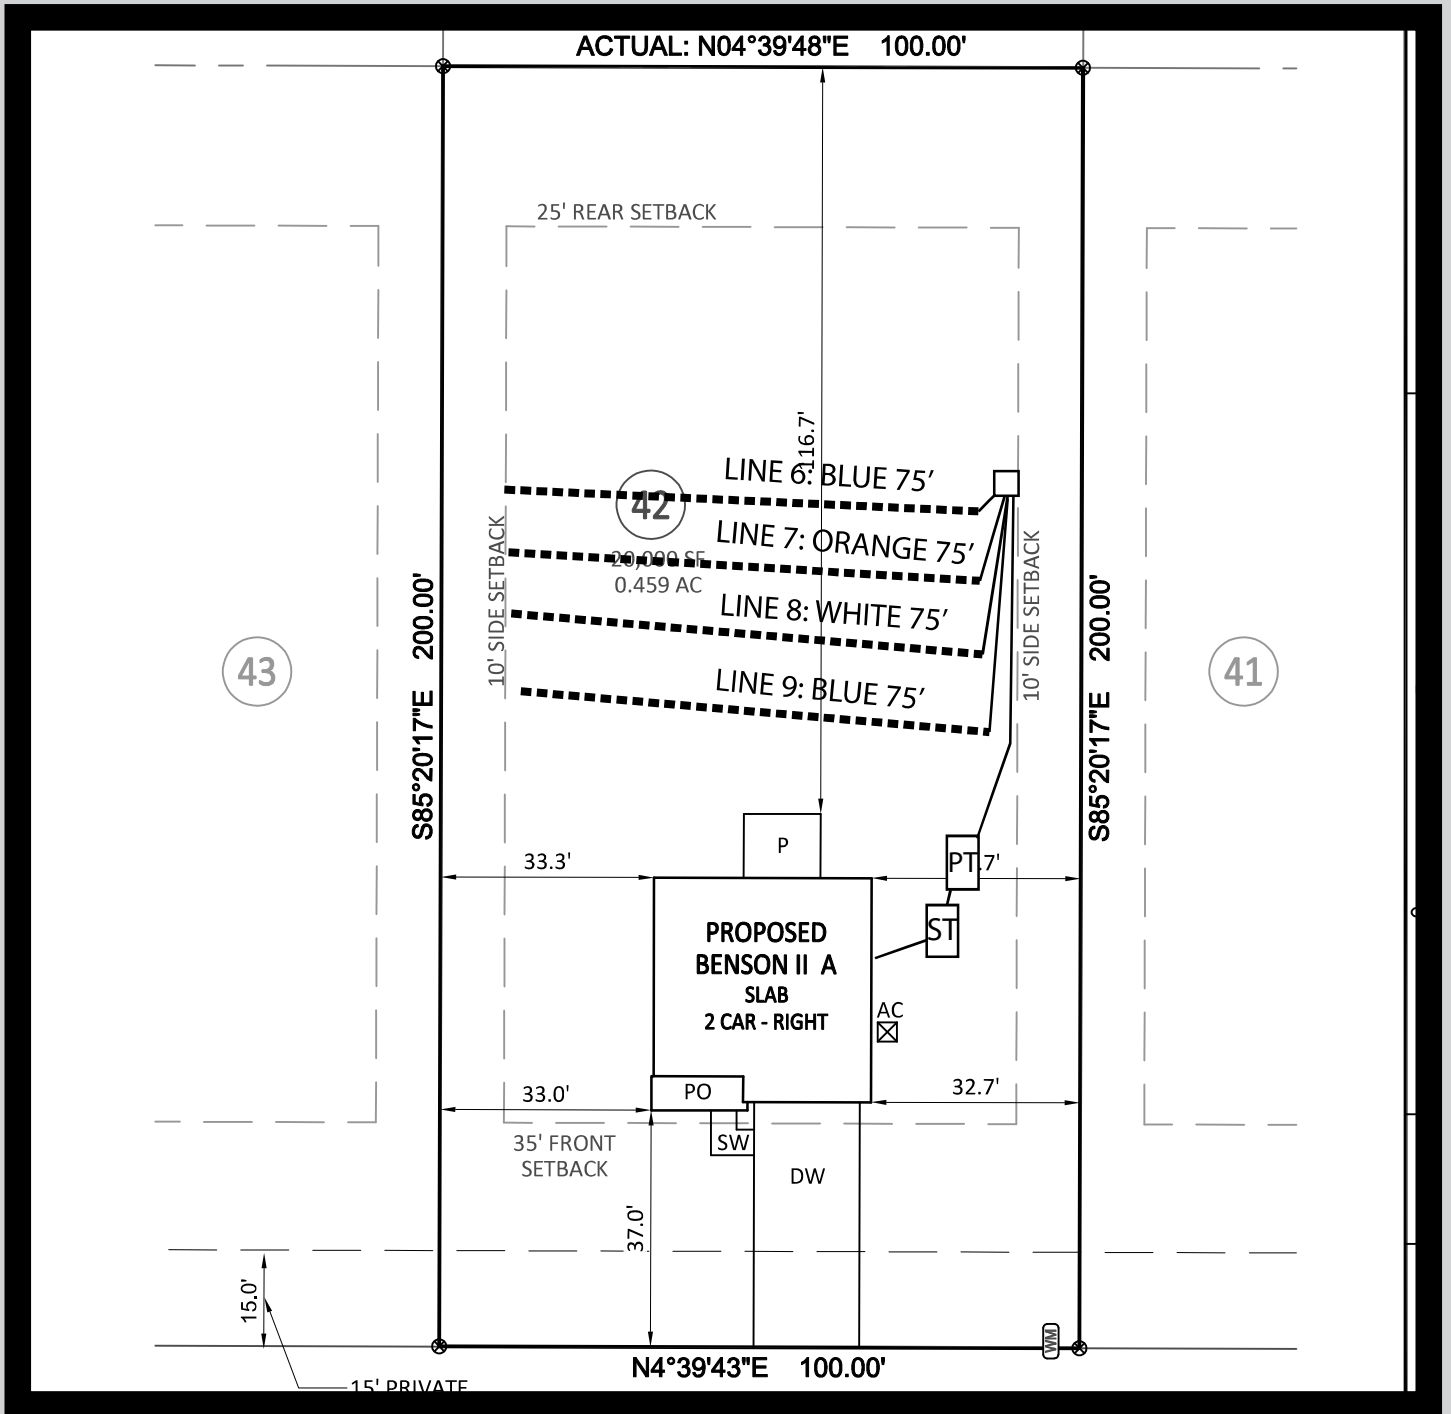 ACTUAL: N04°39'48"E 100.00'
25' REAR SETBACK
116.7'
LINE 6: BLUE 75'
42
LINE 7: ORANGE 75'
20,000 SF
0.459 AC
LINE 8: WHITE 75'
10' SIDE SETBACK
10' SIDE SETBACK
S85°20'17"E 200.00'
S85°20'17"E 200.00'
43
41
LINE 9: BLUE 75'
P
33.3'
PT
.7'
PROPOSED
BENSON II A
SLAB
2 CAR - RIGHT
ST
AC
PO
33.0'
32.7'
35' FRONT
SETBACK
SW
DW
37.0'
15.0'
WM
N4°39'43"E 100.00'
15' PRIVATE